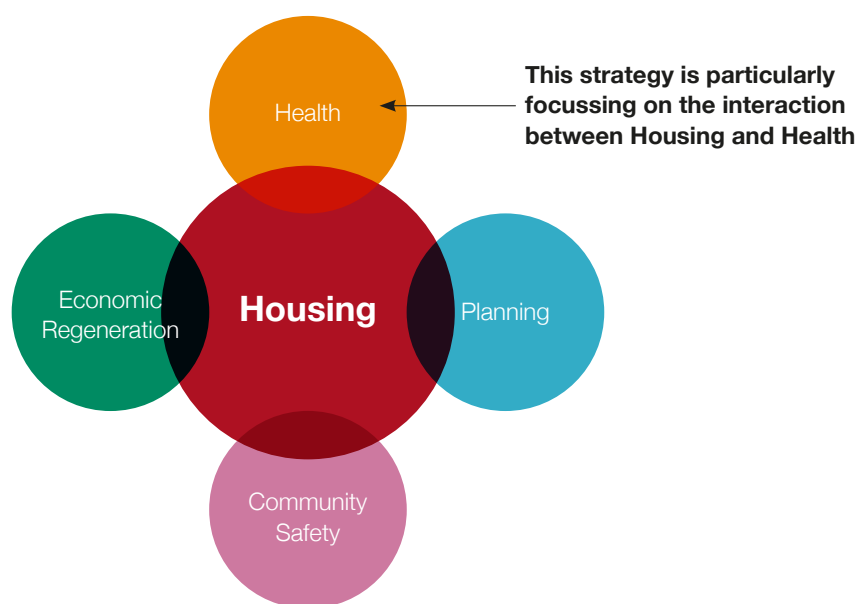 Health
This strategy is particularly
focussing on the interaction
between Housing and Health
Economic
Regeneration
Housing
Planning
Community
Safety